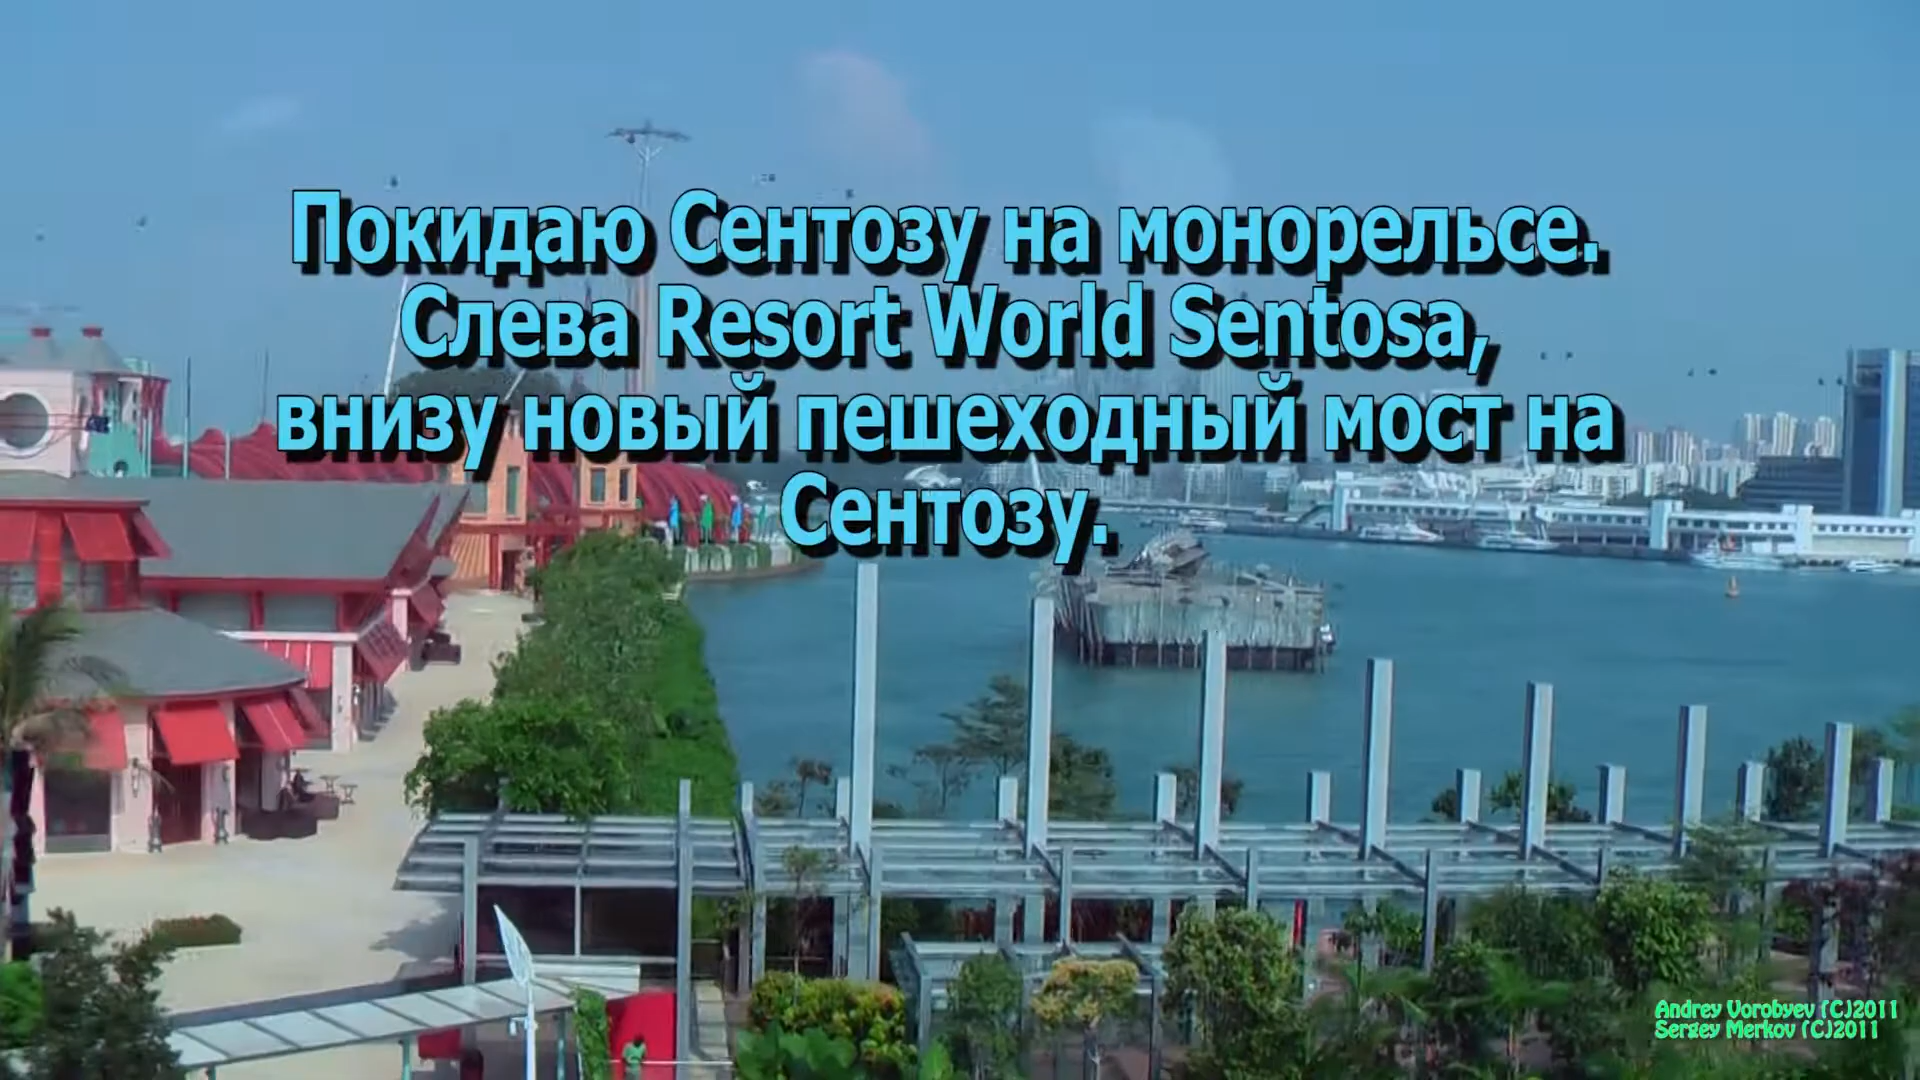 Покидаю Сентозу на монорельсе.
Слева Resort World Sentosa,
внизу новый пешеходный мост на
Сентозу.
Andrey Vorobyev (C)2011
Sergey Merkov (C)2011